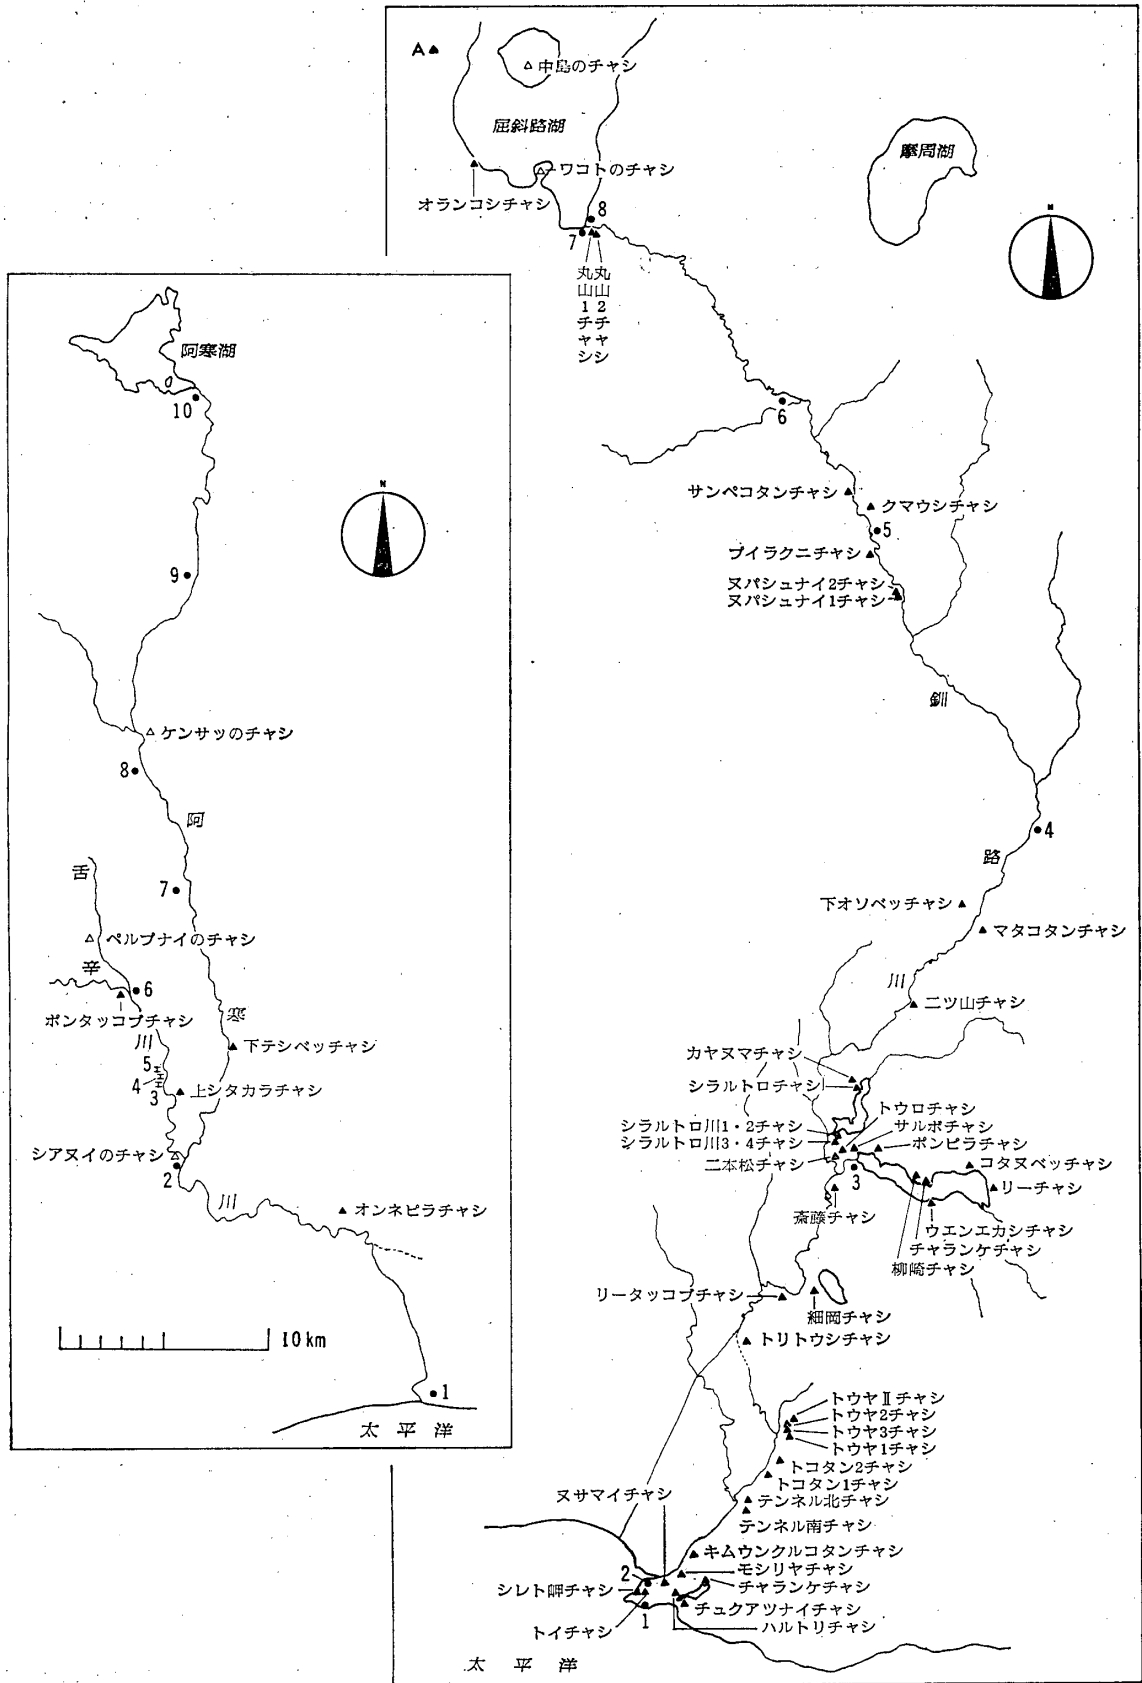 A
中島のチャシ
屈斜路湖
摩周湖
ワコトのチャシ
オランコシチャシ
N
8
7
丸山1チャシ
丸山2チャシ
6
サンペコタンチャシ
クマウシチャシ
5
プイラクニチャシ
ヌパシュナイ2チャシ
ヌパシュナイ1チャシ
釧
路
川
4
下オソベッチャシ
マタコタンチャシ
二ツ山チャシ
カヤヌマチャシ
シラルトロチャシ
トウロチャシ
シラルトロ川1・2チャシ
サルボチャシ
シラルトロ川3・4チャシ
ポンピラチャシ
二本松チャシ
コタヌベッチャシ
3
リーチャシ
斎藤チャシ
ウエンエカシチャシ
チャランケチャシ
柳崎チャシ
リータッコブチャシ
細岡チャシ
トリトウシチャシ
トウヤⅡチャシ
トウヤ2チャシ
トウヤ3チャシ
トウヤ1チャシ
トコタン2チャシ
トコタン1チャシ
ヌサマイチャシ
テンネル北チャシ
テンネル南チャシ
キムウンクルコタンチャシ
モシリヤチャシ
2
シレト岬チャシ
チャランケチャシ
1
チュクアツナイチャシ
トイチャシ
ハルトリチャシ
太平洋
阿寒湖
10
N
9
ケンサッのチャシ
8
阿
寒
川
7
舌
辛
川
ペルプナイのチャシ
6
ポンタッコブチャシ
下テシベッチャシ
5
4
3
上シタカラチャシ
シアヌイのチャシ
2
オンネピラチャシ
10km
1
太平洋